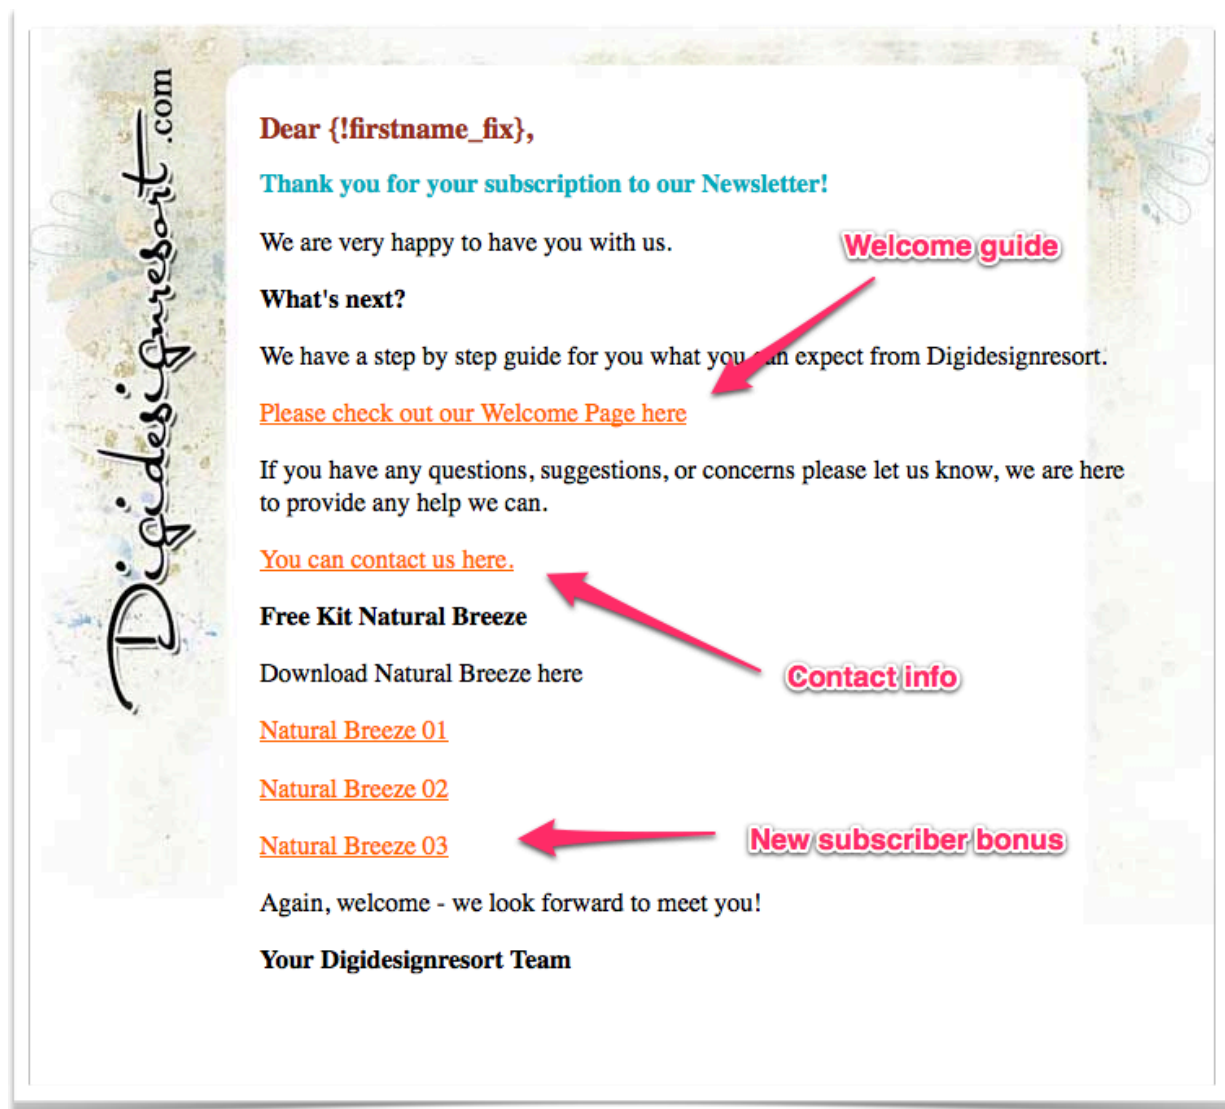 Digidesignresort.com
Dear {!firstname_fix},
Thank you for your subscription to our Newsletter!
We are very happy to have you with us.
Welcome guide
What's next?
We have a step by step guide for you what you can expect from Digidesignresort.
Please check out our Welcome Page here
If you have any questions, suggestions, or concerns please let us know, we are here
to provide any help we can.
You can contact us here.
Free Kit Natural Breeze
Download Natural Breeze here
Contact info
Natural Breeze 01
Natural Breeze 02
Natural Breeze 03
New subscriber bonus
Again, welcome - we look forward to meet you!
Your Digidesignresort Team